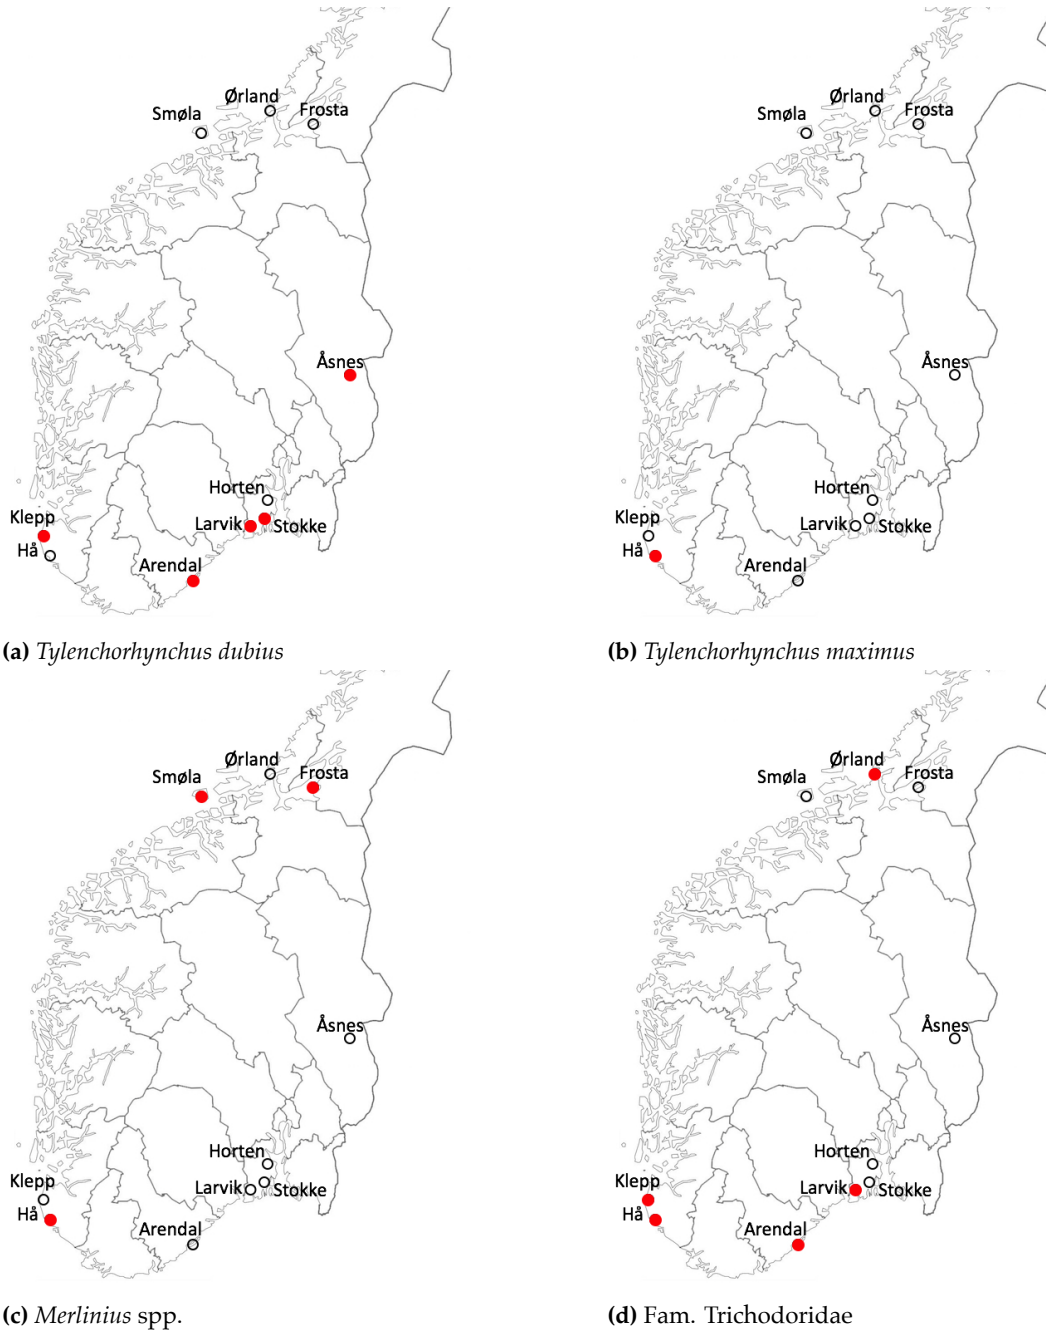 Ørland
Smøla
Frosta
Åsnes
Horten
Klepp
Larvik
Stokke
Hå
Arendal
(a) Tylenchorhynchus dubius
Ørland
Smøla
Frosta
Åsnes
Horten
Klepp
Larvik
Stokke
Hå
Arendal
(b) Tylenchorhynchus maximus
Ørland
Smøla
Frosta
Åsnes
Horten
Klepp
Larvik
Stokke
Hå
Arendal
(c) Merlinius spp.
Ørland
Smøla
Frosta
Åsnes
Horten
Klepp
Larvik
Stokke
Hå
Arendal
(d) Fam. Trichodoridae